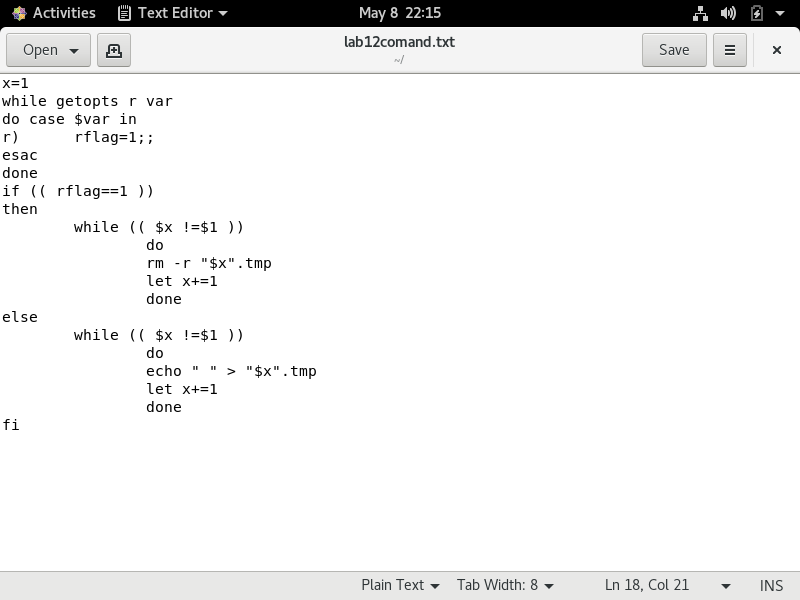 Activities Text Editor May 8 22:15
Open lab12comand.txt Save
~/
x=1
while getopts r var
do case $var in
r)      rflag=1;;
esac
done
if (( rflag==1 ))
then
        while (( $x !=$1 ))
                do
                rm -r "$x".tmp
                let x+=1
                done
else
        while (( $x !=$1 ))
                do
                echo " " > "$x".tmp
                let x+=1
                done
fi
Plain Text Tab Width: 8 Ln 18, Col 21 INS